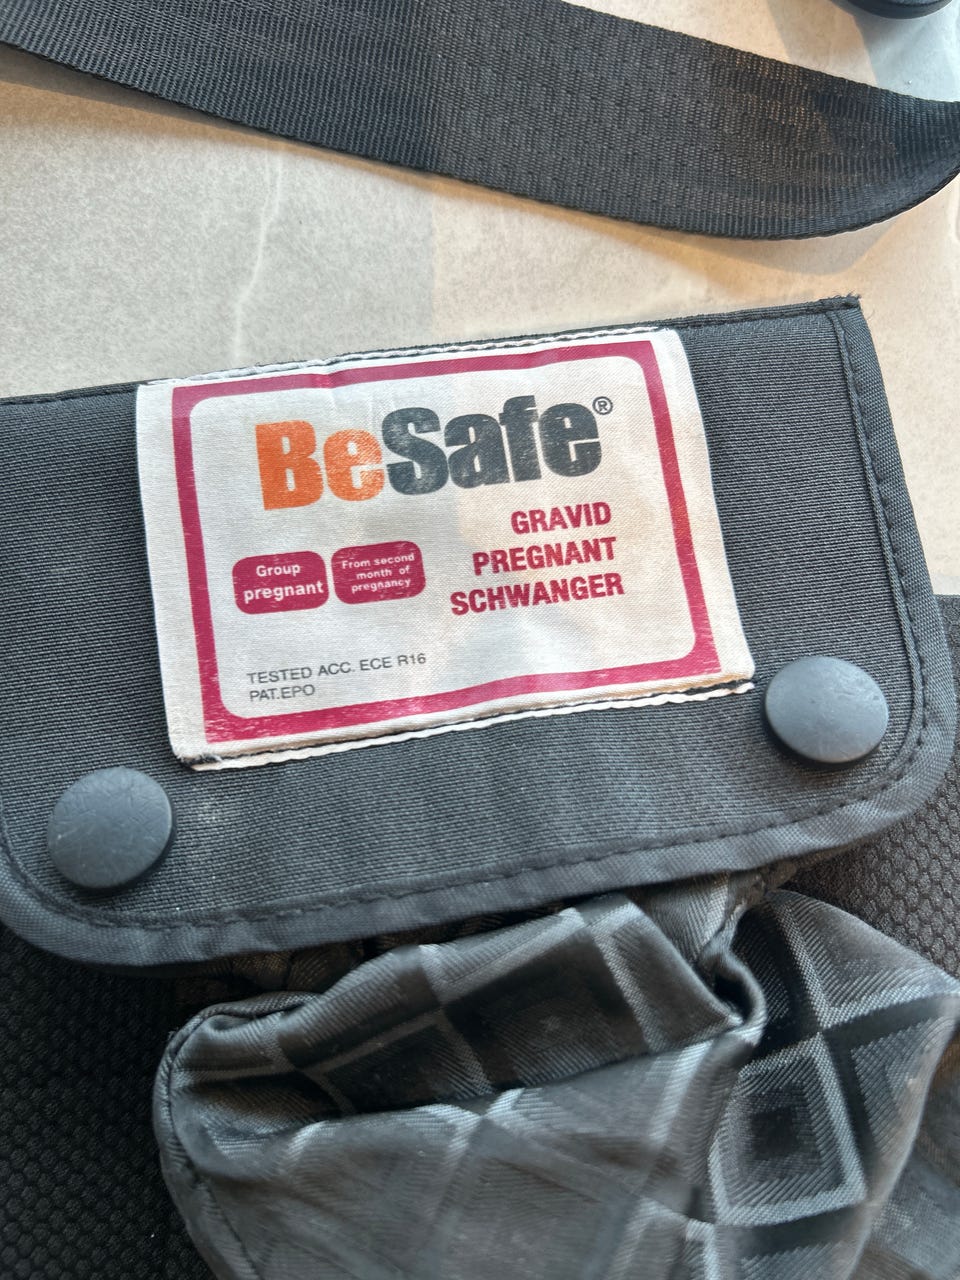 BeSafe®
GRAVID
PREGNANT
SCHWANGER
Group
pregnant
From second
month of
pregnancy
TESTED ACC. ECE R16
PAT.EPO